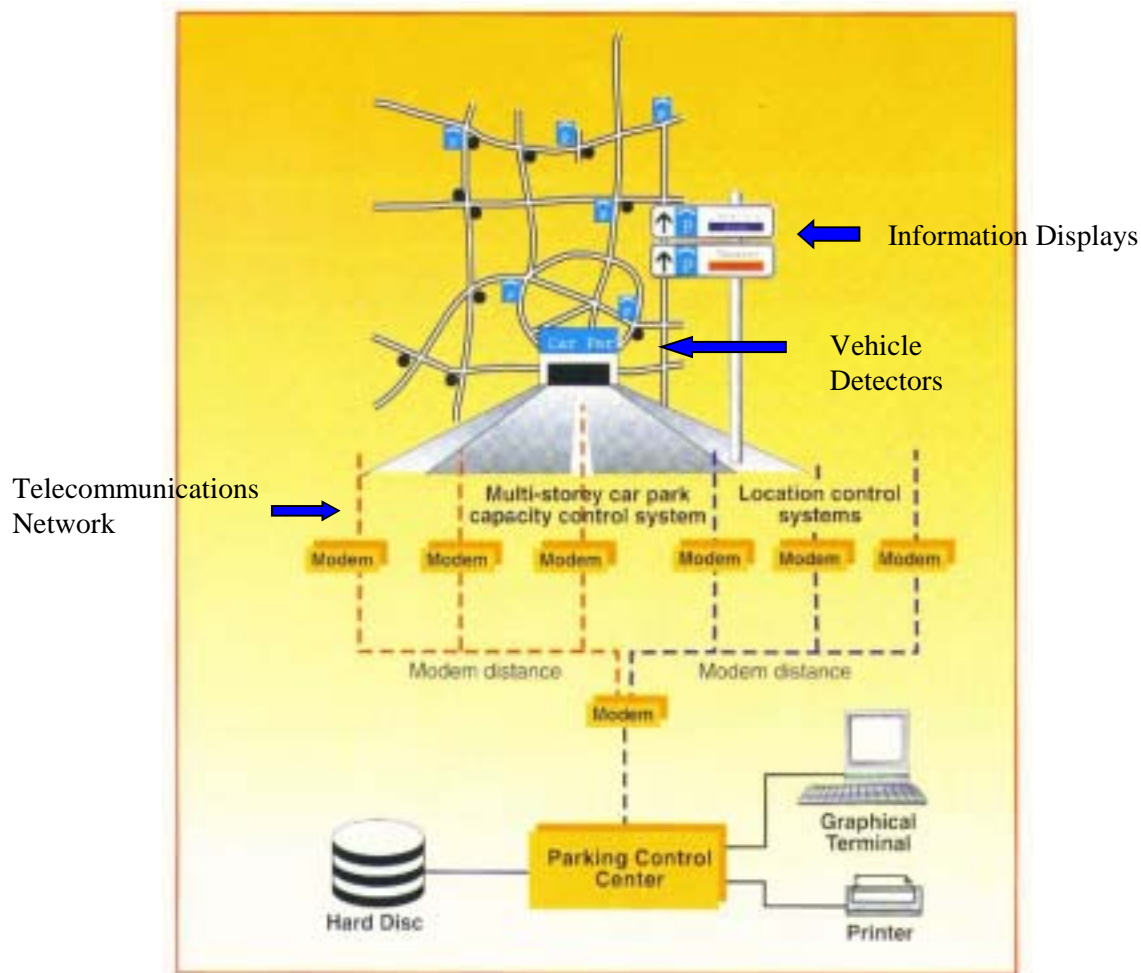 P
P
P
P
P
P
P
Information Displays
P
Car Par
Vehicle
Detectors
Telecommunications
Network
Multi-storey car park
capacity control system
Location control
systems
Modem
Modem
Modem
Modem
Modem
Modem
Modem distance
Modem distance
Modem
Graphical
Terminal
Parking Control
Center
Hard Disc
Printer